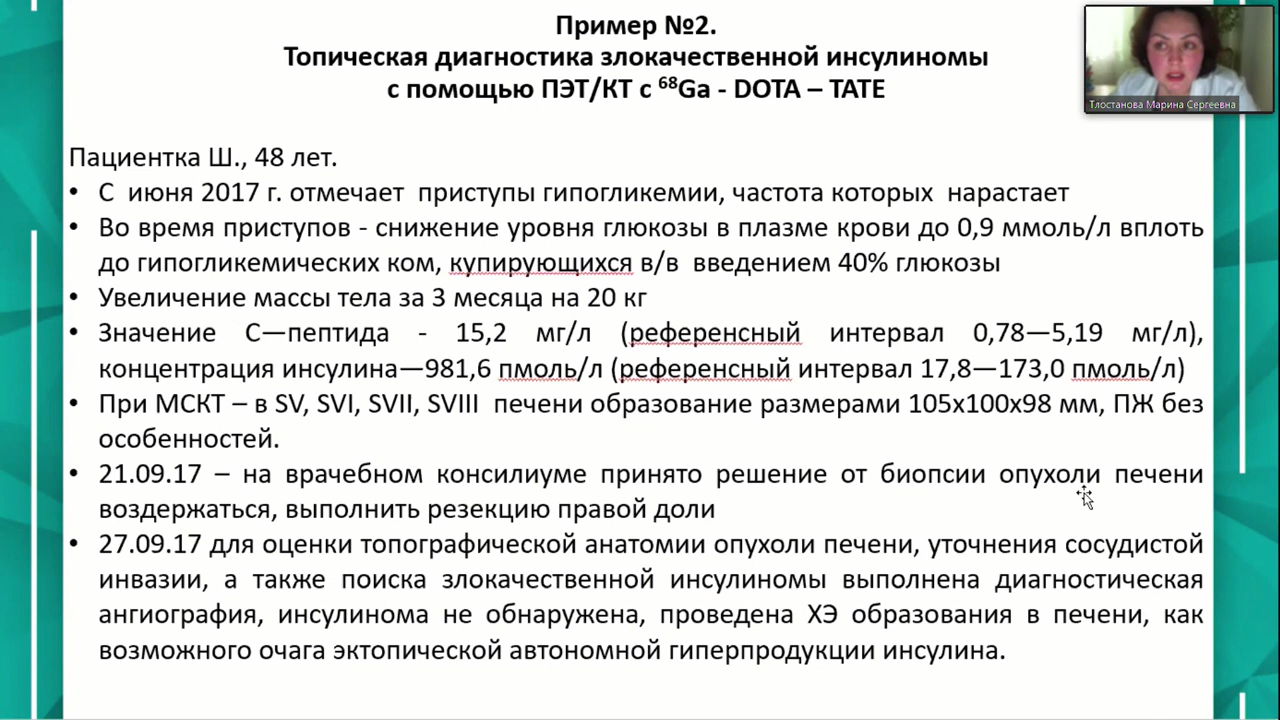 Пример №2.
Топическая диагностика злокачественной инсулиномы
с помощью ПЭТ/КТ с ⁶⁸Ga - DOTA – TATE
Тлостанова Марина Сергеевна
Пациентка Ш., 48 лет.
• С июня 2017 г. отмечает приступы гипогликемии, частота которых нарастает
• Во время приступов - снижение уровня глюкозы в плазме крови до 0,9 ммоль/л вплоть
до гипогликемических ком, купирующихся в/в введением 40% глюкозы
• Увеличение массы тела за 3 месяца на 20 кг
• Значение С—пептида - 15,2 мг/л (референсный интервал 0,78—5,19 мг/л),
концентрация инсулина—981,6 пмоль/л (референсный интервал 17,8—173,0 пмоль/л)
• При МСКТ – в SV, SVI, SVII, SVIII печени образование размерами 105х100х98 мм, ПЖ без
особенностей.
• 21.09.17 – на врачебном консилиуме принято решение от биопсии опухоли печени
воздержаться, выполнить резекцию правой доли
• 27.09.17 для оценки топографической анатомии опухоли печени, уточнения сосудистой
инвазии, а также поиска злокачественной инсулиномы выполнена диагностическая
ангиография, инсулинома не обнаружена, проведена ХЭ образования в печени, как
возможного очага эктопической автономной гиперпродукции инсулина.